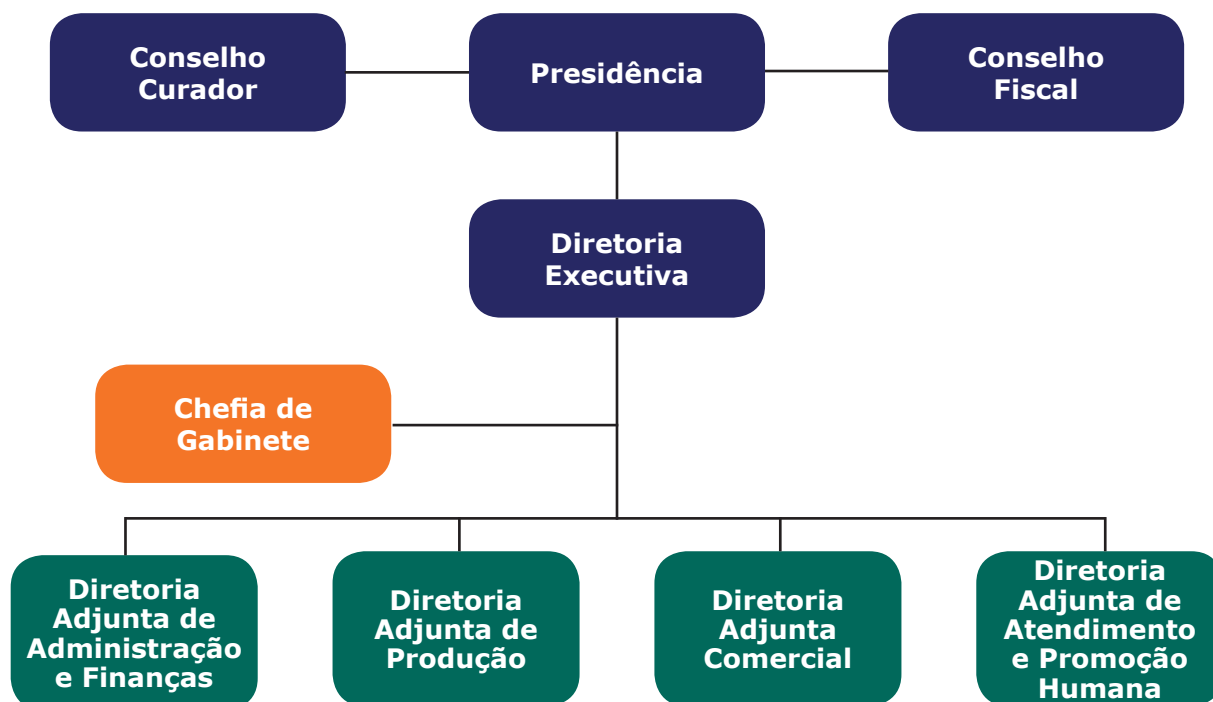 Conselho
Curador
Presidência
Conselho
Fiscal
Diretoria
Executiva
Chefia de
Gabinete
Diretoria
Adjunta de
Administração
e Finanças
Diretoria
Adjunta de
Produção
Diretoria
Adjunta
Comercial
Diretoria
Adjunta de
Atendimento
e Promoção
Humana